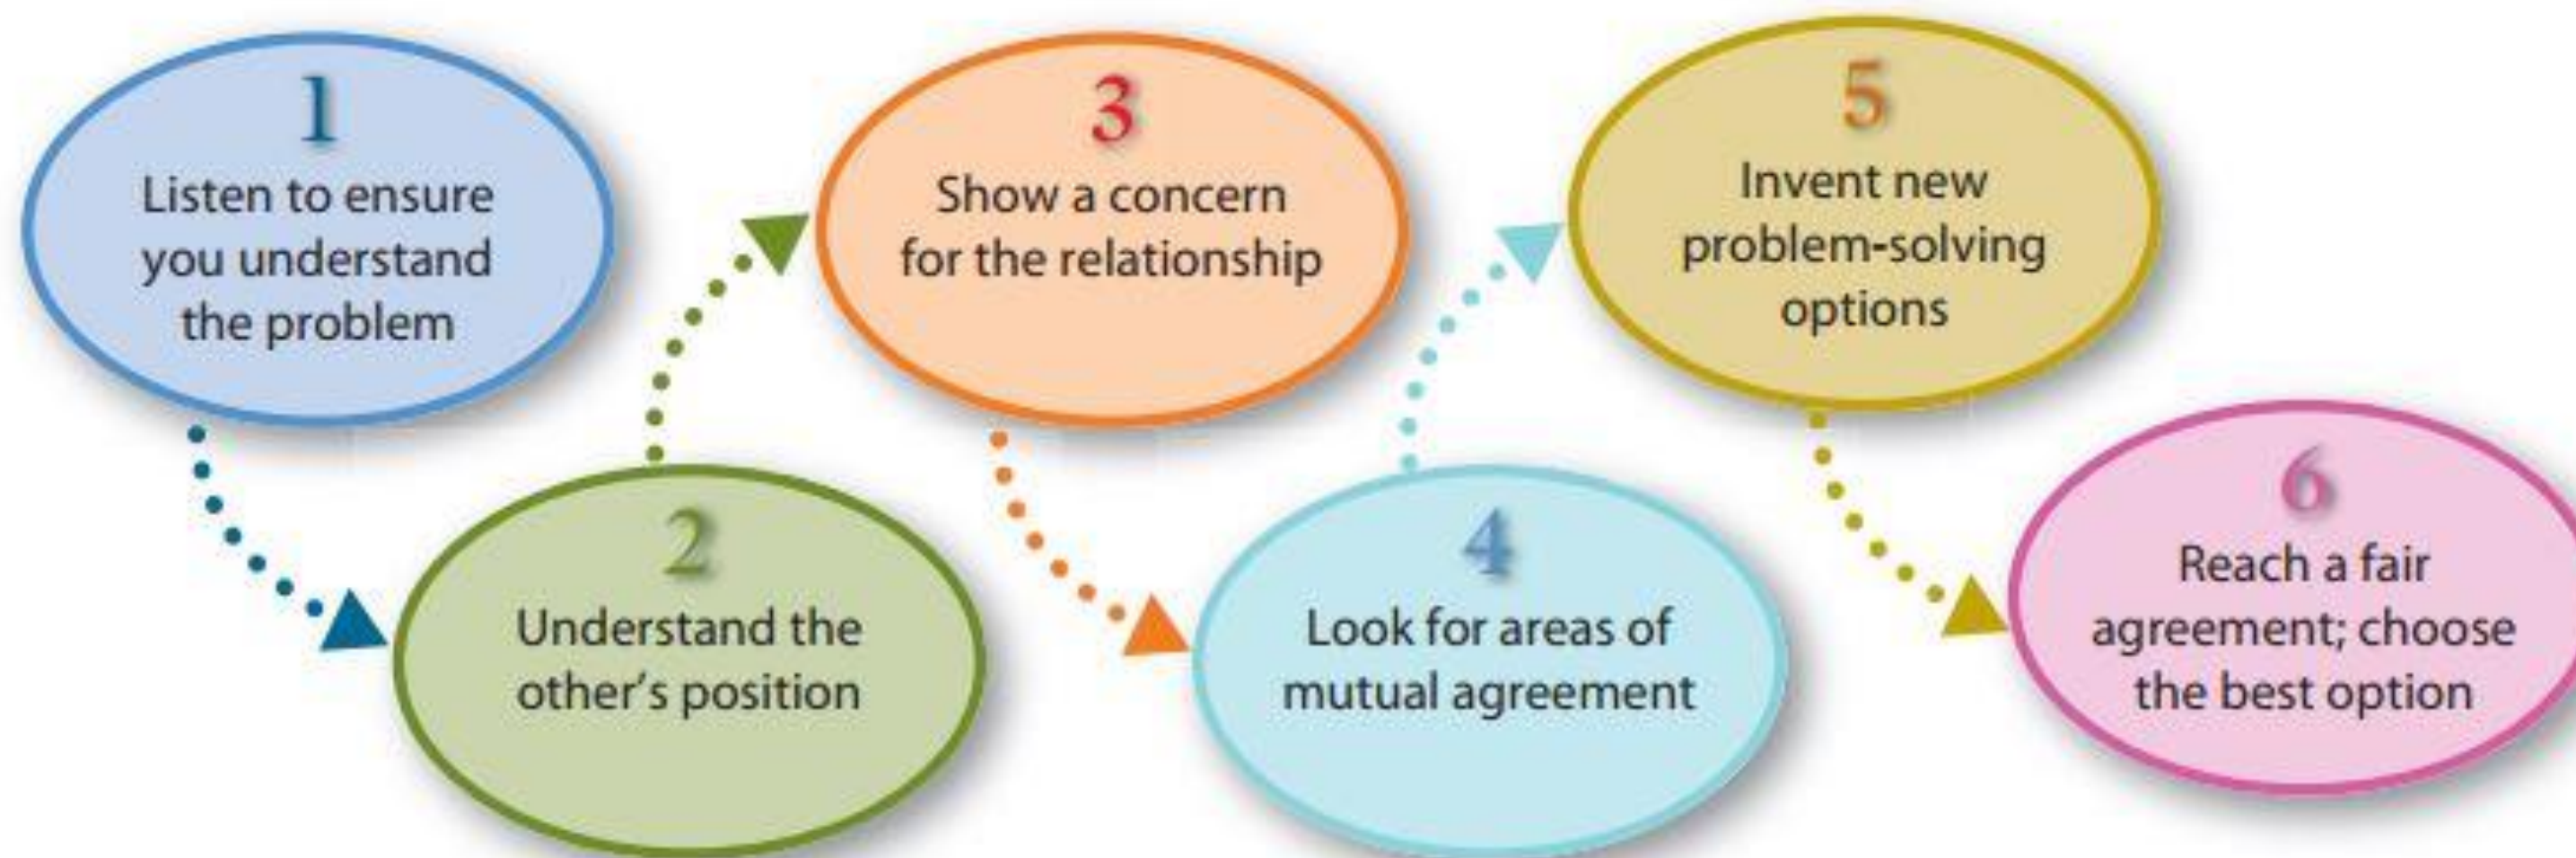 1
Listen to ensure
you understand
the problem
2
Understand the
other's position
3
Show a concern
for the relationship
4
Look for areas of
mutual agreement
5
Invent new
problem-solving
options
6
Reach a fair
agreement; choose
the best option